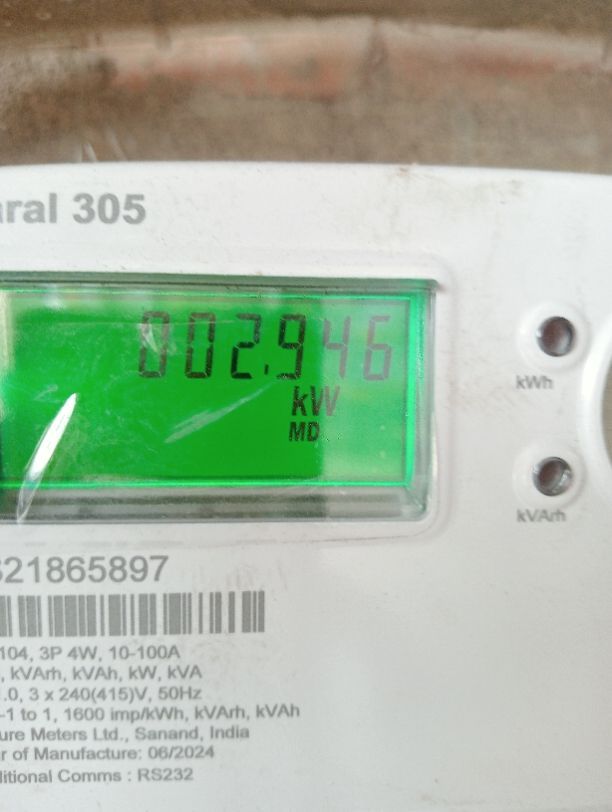 aral 305
002.946
kW
MD
kWh
kVArh
321865897
104, 3P 4W, 10-100A
, kVArh, kVAh, kW, kVA
1.0, 3 x 240(415)V, 50Hz
-1 to 1, 1600 imp/kWh, kVArh, kVAh
ure Meters Ltd., Sanand, India
r of Manufacture: 06/2024
ditional Comms : RS232